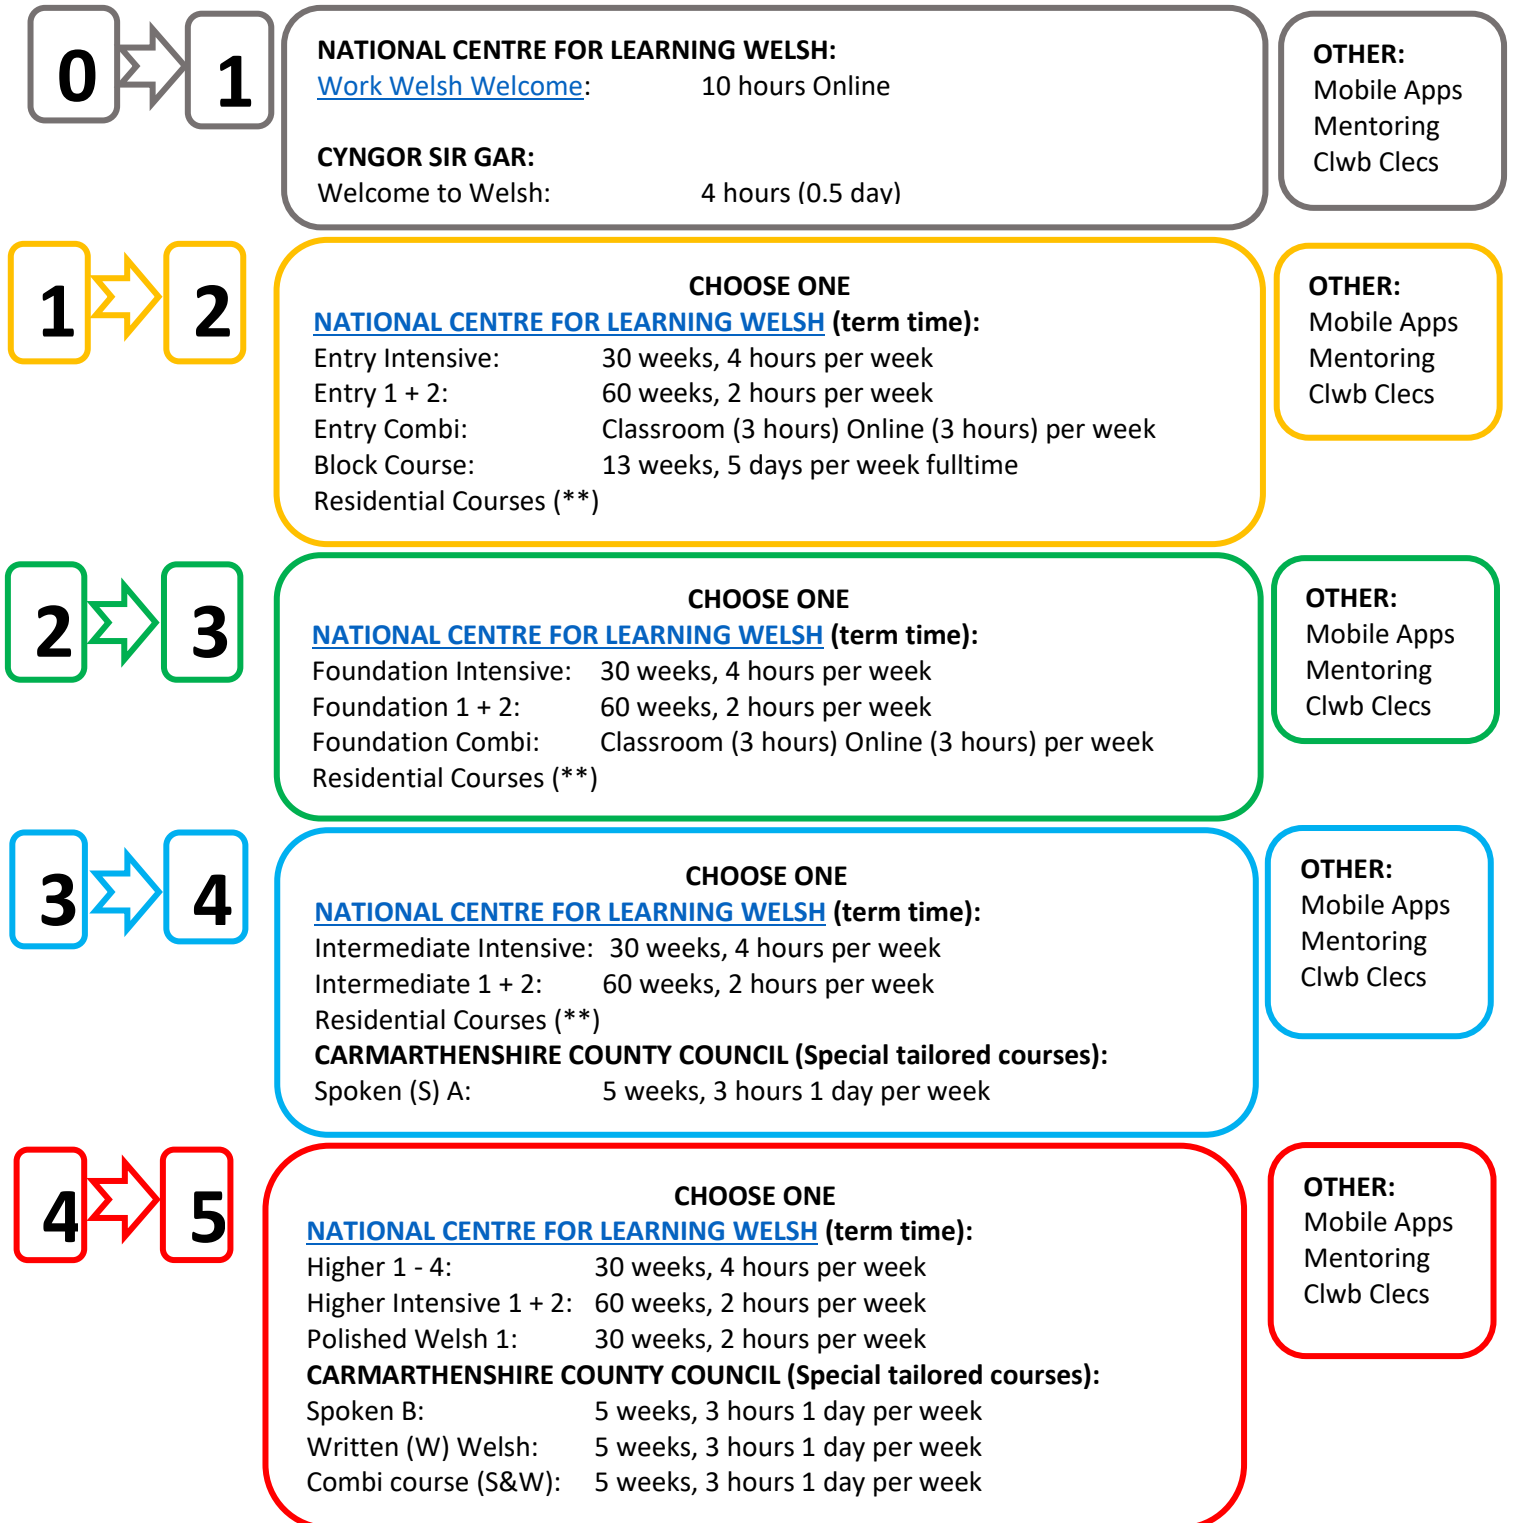 0 1
NATIONAL CENTRE FOR LEARNING WELSH:
Work Welsh Welcome: 10 hours Online
CYNGOR SIR GAR:
Welcome to Welsh: 4 hours (0.5 day)
OTHER:
Mobile Apps
Mentoring
Clwb Clecs
1 2
CHOOSE ONE
NATIONAL CENTRE FOR LEARNING WELSH (term time):
Entry Intensive: 30 weeks, 4 hours per week
Entry 1 + 2: 60 weeks, 2 hours per week
Entry Combi: Classroom (3 hours) Online (3 hours) per week
Block Course: 13 weeks, 5 days per week fulltime
Residential Courses (**)
OTHER:
Mobile Apps
Mentoring
Clwb Clecs
2 3
CHOOSE ONE
NATIONAL CENTRE FOR LEARNING WELSH (term time):
Foundation Intensive: 30 weeks, 4 hours per week
Foundation 1 + 2: 60 weeks, 2 hours per week
Foundation Combi: Classroom (3 hours) Online (3 hours) per week
Residential Courses (**)
OTHER:
Mobile Apps
Mentoring
Clwb Clecs
3 4
CHOOSE ONE
NATIONAL CENTRE FOR LEARNING WELSH (term time):
Intermediate Intensive: 30 weeks, 4 hours per week
Intermediate 1 + 2: 60 weeks, 2 hours per week
Residential Courses (**)
CARMARTHENSHIRE COUNTY COUNCIL (Special tailored courses):
Spoken (S) A: 5 weeks, 3 hours 1 day per week
OTHER:
Mobile Apps
Mentoring
Clwb Clecs
4 5
CHOOSE ONE
NATIONAL CENTRE FOR LEARNING WELSH (term time):
Higher 1 - 4: 30 weeks, 4 hours per week
Higher Intensive 1 + 2: 60 weeks, 2 hours per week
Polished Welsh 1: 30 weeks, 2 hours per week
CARMARTHENSHIRE COUNTY COUNCIL (Special tailored courses):
Spoken B: 5 weeks, 3 hours 1 day per week
Written (W) Welsh: 5 weeks, 3 hours 1 day per week
Combi course (S&W): 5 weeks, 3 hours 1 day per week
OTHER:
Mobile Apps
Mentoring
Clwb Clecs